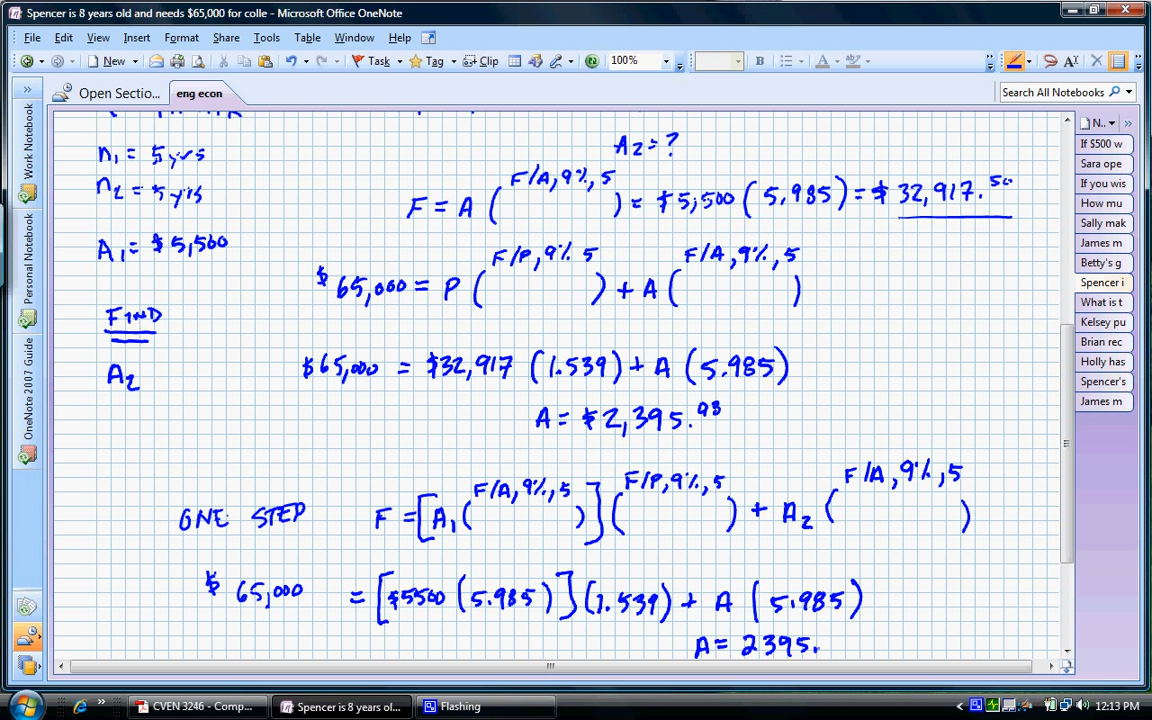 Spencer is 8 years old and needs $65,000 for colle - Microsoft Office OneNote
File Edit View Insert Format Share Tools Table Window Help
New Task Tag Clip 100% B A
Open Sectio... eng econ Search All Notebooks
Work Notebook
Personal Notebook
OneNote 2007 Guide
N..
If $500 w
Sara ope
If you wis
How mu
Sally mak
James m
Betty's g
Spencer i
What is t
Kelsey pu
Brian rec
Holly has
Spencer's
James m
n1 = 5 yrs
n2 = 5 yrs
A1 = $5,500
FIND
A2
A2 = ?
F = A (F/A, 9%, 5) = $5,500 (5.985) = $32,917.50
$65,000 = P (F/P, 9% 5) + A (F/A, 9%, 5)
$65,000 = $32,917 (1.539) + A (5.985)
A = $2,395.93
ONE STEP F = [A1 (F/A, 9%, 5)] (F/P, 9%, 5) + A2 (F/A, 9%, 5)
$65,000 = [$5500 (5.985)] (1.539) + A (5.985)
A = 2395.
CVEN 3246 - Comp... Spencer is 8 years ol... Flashing 12:13 PM